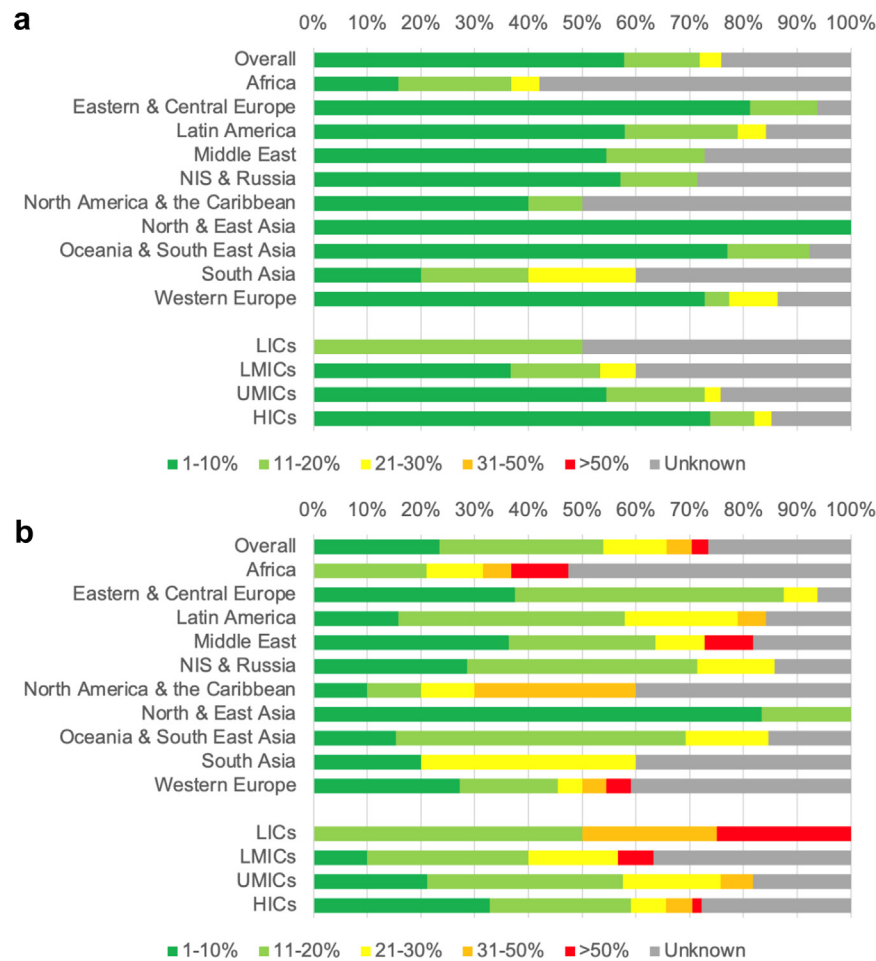 a
0% 10% 20% 30% 40% 50% 60% 70% 80% 90% 100%
Overall
Africa
Eastern & Central Europe
Latin America
Middle East
NIS & Russia
North America & the Caribbean
North & East Asia
Oceania & South East Asia
South Asia
Western Europe
LICs
LMICs
UMICs
HICs
1-10% 11-20% 21-30% 31-50% >50% Unknown
b
0% 10% 20% 30% 40% 50% 60% 70% 80% 90% 100%
Overall
Africa
Eastern & Central Europe
Latin America
Middle East
NIS & Russia
North America & the Caribbean
North & East Asia
Oceania & South East Asia
South Asia
Western Europe
LICs
LMICs
UMICs
HICs
1-10% 11-20% 21-30% 31-50% >50% Unknown